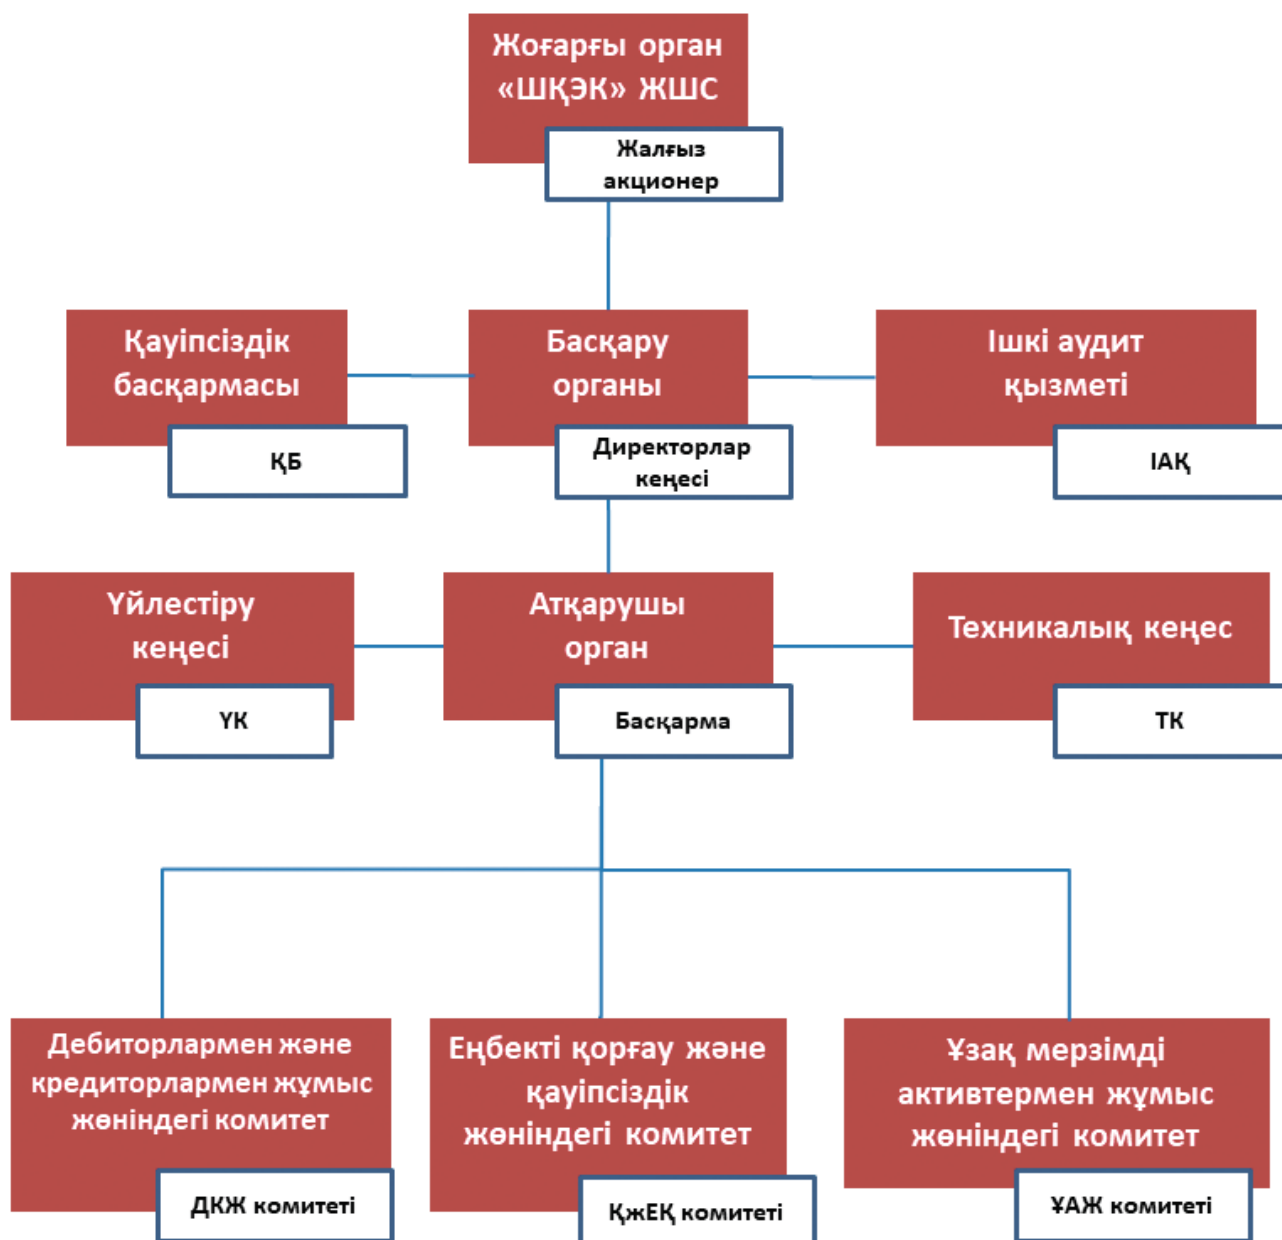 Жоғарғы орган
«ШҚЭК» ЖШС
Жалғыз
акционер
Қауіпсіздік
басқармасы
ҚБ
Басқару
органы
Директорлар
кеңесі
Ішкі аудит
қызметі
ІАҚ
Үйлестіру
кеңесі
ҮК
Атқарушы
орган
Басқарма
Техникалық кеңес
ТК
Дебиторлармен және
кредиторлармен жұмыс
жөніндегі комитет
ДКЖ комитеті
Еңбекті қорғау және
қауіпсіздік
жөніндегі комитет
ҚжЕҚ комитеті
Ұзақ мерзімді
активтермен жұмыс
жөніндегі комитет
ҰАЖ комитеті